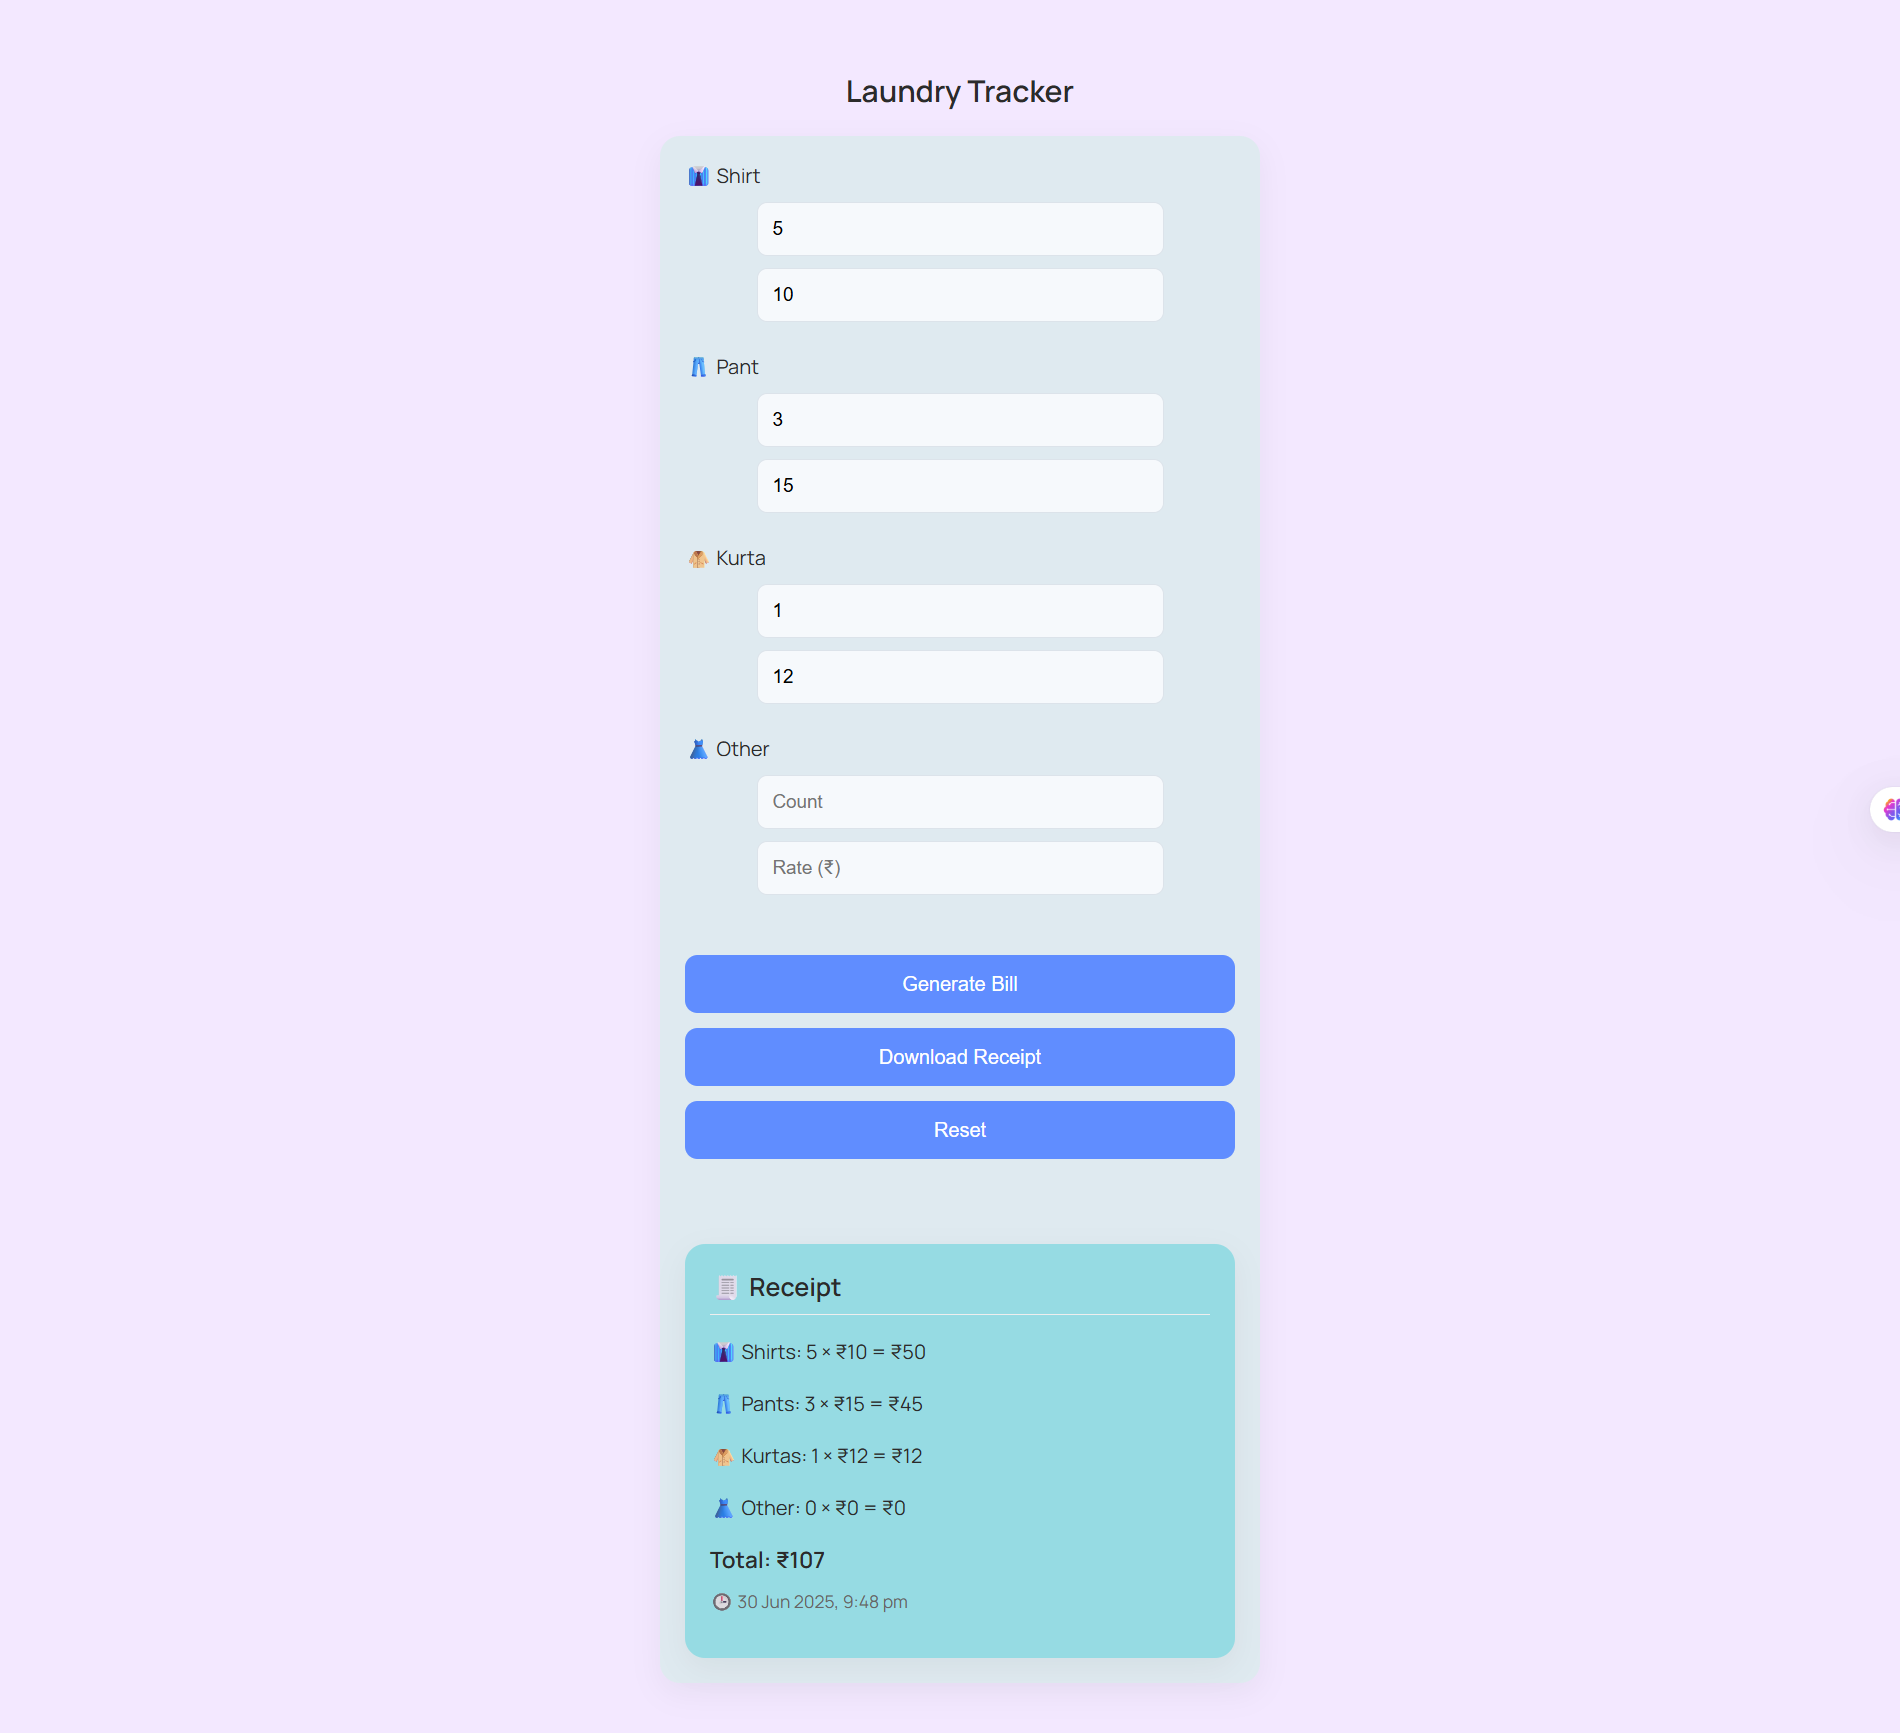 Laundry Tracker
👔 Shirt
5
10
👖 Pant
3
15
🧥 Kurta
1
12
👗 Other
Count
Rate (₹)
Generate Bill
Download Receipt
Reset
🧾 Receipt
👔 Shirts: 5 × ₹10 = ₹50
👖 Pants: 3 × ₹15 = ₹45
🧥 Kurtas: 1 × ₹12 = ₹12
👗 Other: 0 × ₹0 = ₹0
Total: ₹107
🕒 30 Jun 2025, 9:48 pm